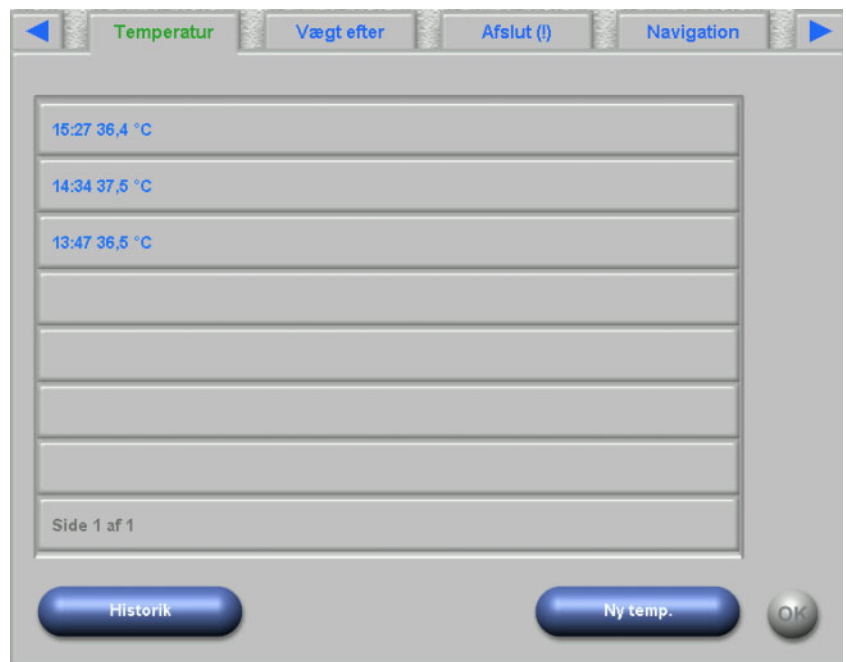 Temperatur Vægt efter Afslut (!) Navigation
15:27 36,4 °C
14:34 37,5 °C
13:47 36,5 °C
Side 1 af 1
Historik Ny temp. OK